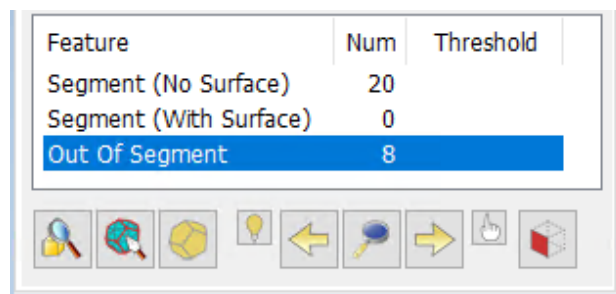 Feature Num Threshold
Segment (No Surface) 20
Segment (With Surface) 0
Out Of Segment 8